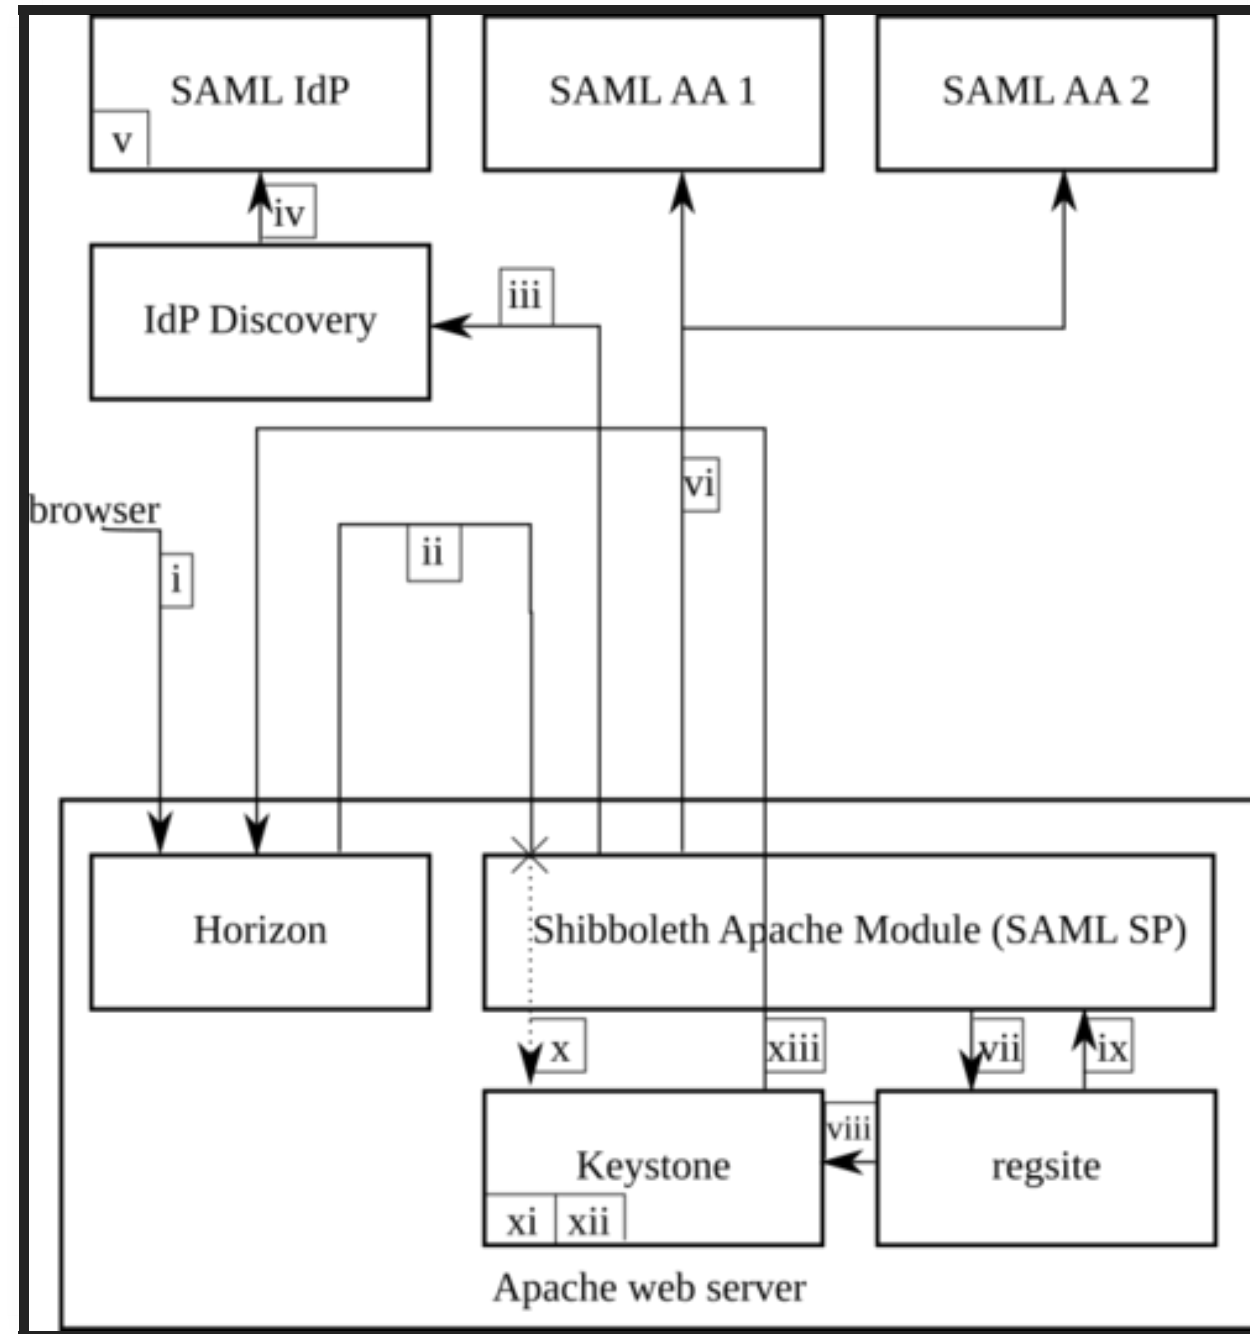 SAML IdP
SAML AA 1
SAML AA 2
v
iv
iii
IdP Discovery
vi
browser
ii
i
Horizon
Shibboleth Apache Module (SAML SP)
x
xiii
vii
ix
viii
Keystone
regsite
xi
xii
Apache web server